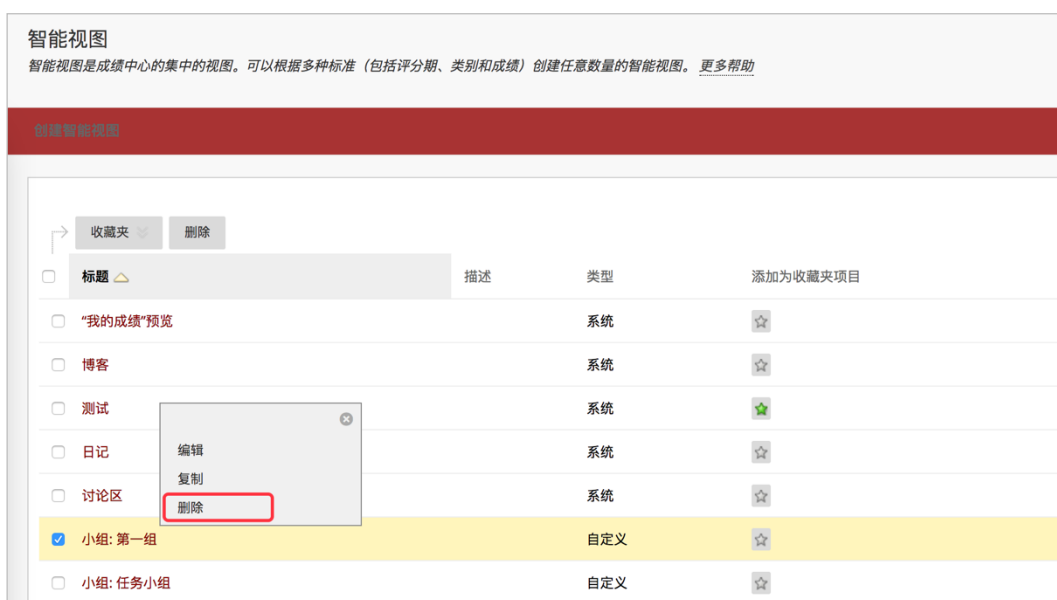 智能视图
智能视图是成绩中心的集中的视图。可以根据多种标准（包括评分期、类别和成绩）创建任意数量的智能视图。 更多帮助
创建智能视图
收藏夹 删除
标题 描述 类型 添加为收藏夹项目
“我的成绩”预览 系统
博客 系统
测试 系统
编辑
日记 系统
复制
讨论区 系统
删除
小组: 第一组 自定义
小组: 任务小组 自定义